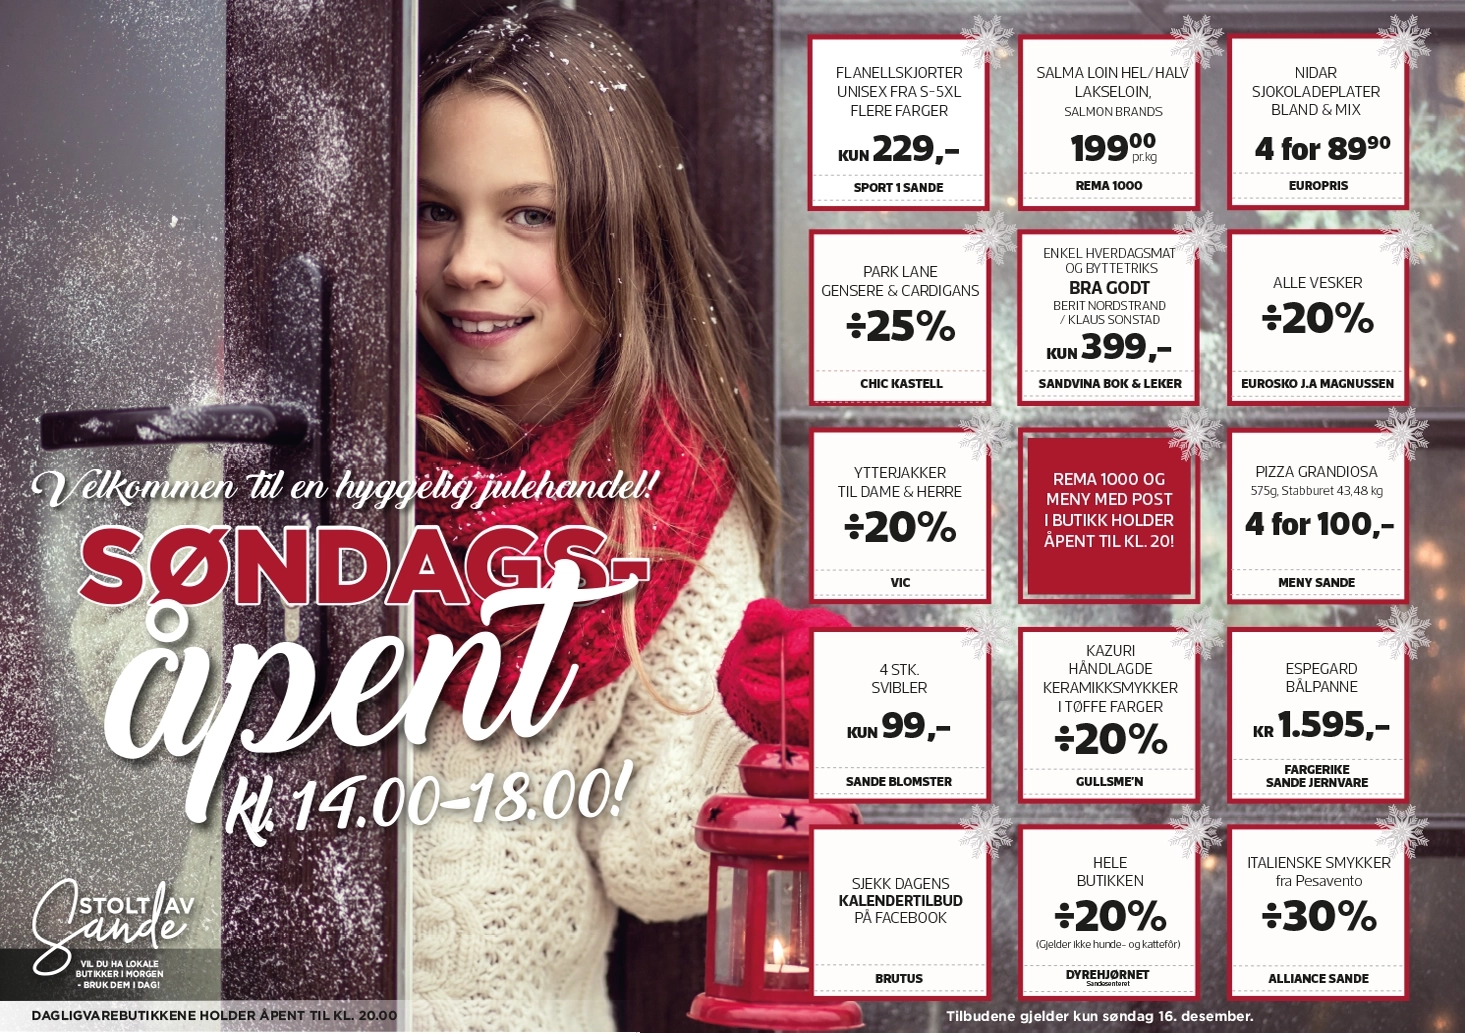 Velkommen til en hyggelig julehandel!
SØNDAGS-
åpent
kl. 14.00-18.00!
STOLT AV
Sande
VIL DU HA LOKALE
BUTIKKER I MORGEN
- BRUK DEM I DAG!
DAGLIGVAREBUTIKKENE HOLDER ÅPENT TIL KL. 20.00
FLANELLSKJORTER
UNISEX FRA S-5XL
FLERE FARGER
KUN 229,-
SPORT 1 SANDE
SALMA LOIN HEL/HALV
LAKSELOIN,
SALMON BRANDS
19900
pr.kg
REMA 1000
NIDAR
SJOKOLADEPLATER
BLAND & MIX
4 for 8990
EUROPRIS
PARK LANE
GENSERE & CARDIGANS
÷25%
CHIC KASTELL
ENKEL HVERDAGSMAT
OG BYTTETRIKS
BRA GODT
BERIT NORDSTRAND
/ KLAUS SONSTAD
KUN 399,-
SANDVINA BOK & LEKER
ALLE VESKER
÷20%
EUROSKO J.A MAGNUSSEN
YTTERJAKKER
TIL DAME & HERRE
÷20%
VIC
REMA 1000 OG
MENY MED POST
I BUTIKK HOLDER
ÅPENT TIL KL. 20!
PIZZA GRANDIOSA
575g, Stabburet 43,48 kg
4 for 100,-
MENY SANDE
4 STK.
SVIBLER
KUN 99,-
SANDE BLOMSTER
KAZURI
HÅNDLAGDE
KERAMIKKSMYKKER
I TØFFE FARGER
÷20%
GULLSME'N
ESPEGARD
BÅLPANNE
KR 1.595,-
FARGERIKE
SANDE JERNVARE
SJEKK DAGENS
KALENDERTILBUD
PÅ FACEBOOK
BRUTUS
HELE
BUTIKKEN
÷20%
(Gjelder ikke hunde- og kattefôr)
DYREHJØRNET
Sandesenteret
ITALIENSKE SMYKKER
fra Pesavento
÷30%
ALLIANCE SANDE
Tilbudene gjelder kun søndag 16. desember.